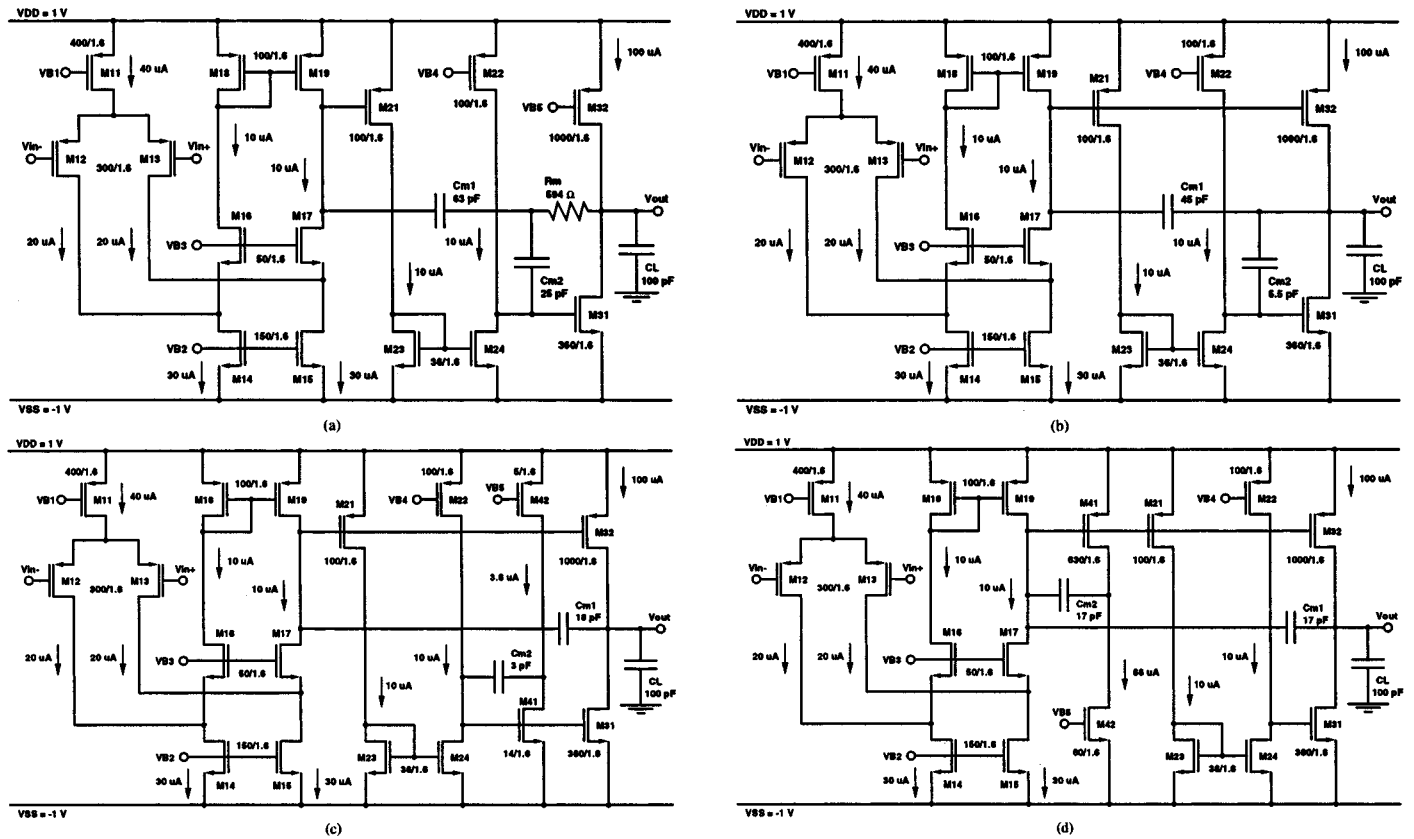 VDD = 1 V
400/1.6
VB1
M11
40 uA
M18
100/1.6
M19
M21
100/1.6
VB4
M22
100/1.6
100 uA
VB5
M32
1000/1.6
Vin-
M12
300/1.6
M13
Vin+
10 uA
10 uA
M16
M17
Cm1
63 pF
Rm
594 Ω
Vout
20 uA
20 uA
VB3
50/1.6
10 uA
10 uA
Cm2
25 pF
CL
100 pF
M31
360/1.6
VB2
150/1.6
M23
36/1.6
M24
30 uA
M14
M15
30 uA
VSS = -1 V
(a)
VDD = 1 V
400/1.6
VB1
M11
40 uA
M18
100/1.6
M19
M21
100/1.6
100/1.6
VB4
M22
100 uA
M32
1000/1.6
Vin-
M12
300/1.6
M13
Vin+
10 uA
10 uA
M16
M17
Cm1
45 pF
Vout
20 uA
20 uA
VB3
50/1.6
10 uA
10 uA
Cm2
5.5 pF
CL
100 pF
M31
360/1.6
VB2
150/1.6
M23
36/1.6
M24
30 uA
M14
M15
30 uA
VSS = -1 V
(b)
VDD = 1 V
400/1.6
VB1
M11
40 uA
M18
100/1.6
M19
M21
100/1.6
100/1.6
VB4
M22
5/1.6
VB5
M42
100 uA
M32
1000/1.6
Vin-
M12
300/1.6
M13
Vin+
10 uA
10 uA
3.8 uA
M16
M17
Cm1
18 pF
Vout
20 uA
20 uA
VB3
50/1.6
10 uA
10 uA
Cm2
3 pF
CL
100 pF
M41
14/1.6
M31
360/1.6
VB2
150/1.6
M23
36/1.6
M24
30 uA
M14
M15
30 uA
VSS = -1 V
(c)
VDD = 1 V
400/1.6
VB1
M11
40 uA
M18
100/1.6
M19
M41
630/1.6
M21
100/1.6
100/1.6
VB4
M22
100 uA
M32
1000/1.6
Vin-
M12
300/1.6
M13
Vin+
10 uA
10 uA
Cm2
17 pF
M16
M17
Cm1
17 pF
Vout
20 uA
20 uA
VB3
50/1.6
10 uA
10 uA
CL
100 pF
VB5
M42
60/1.6
M31
360/1.6
VB2
150/1.6
M23
36/1.6
M24
30 uA
M14
M15
30 uA
VSS = -1 V
(d)